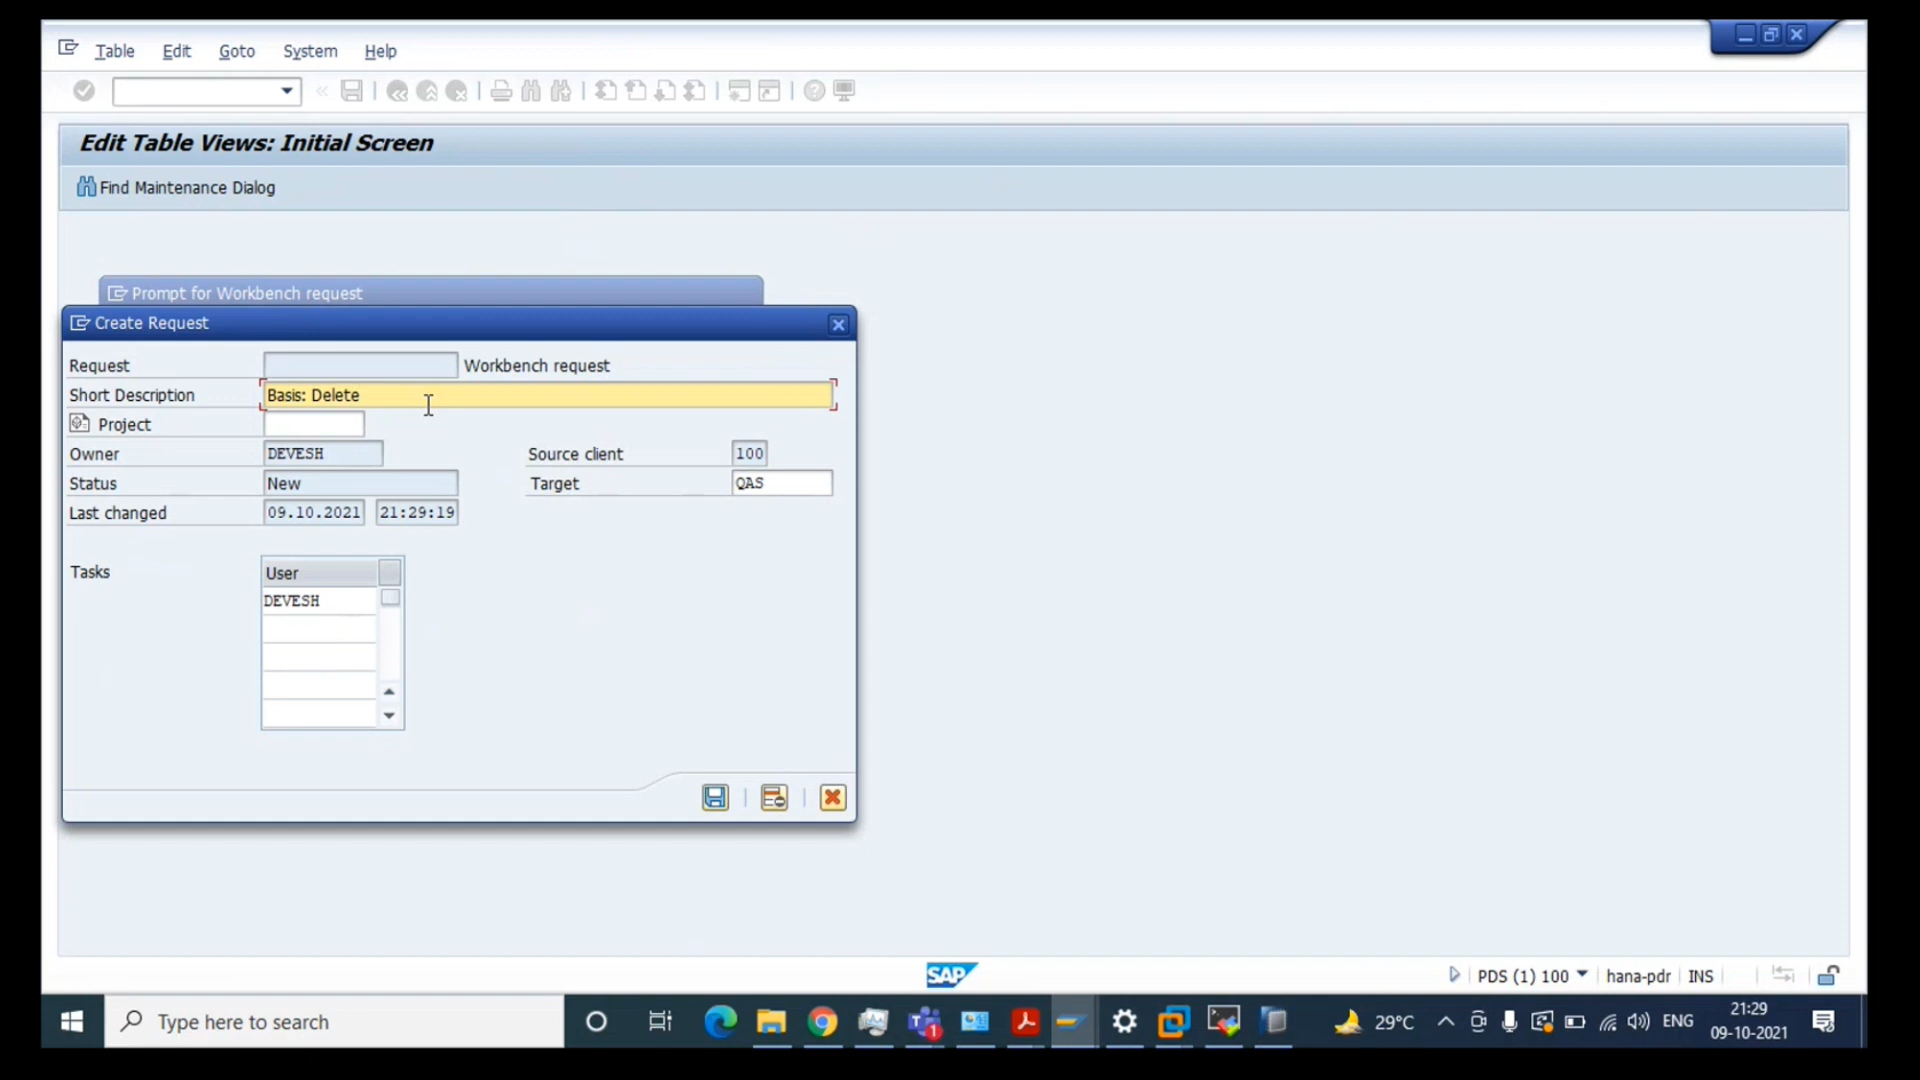 Table Edit Goto System Help
Edit Table Views: Initial Screen
Find Maintenance Dialog
Prompt for Workbench request
Create Request
Request Workbench request
Short Description Basis: Delete
Project
Owner DEVESH Source client 100
Status New Target QAS
Last changed 09.10.2021 21:29:19
Tasks User
DEVESH
SAP PDS (1) 100 hana-pdr INS
Type here to search 1 29°C ENG 21:29
09-10-2021